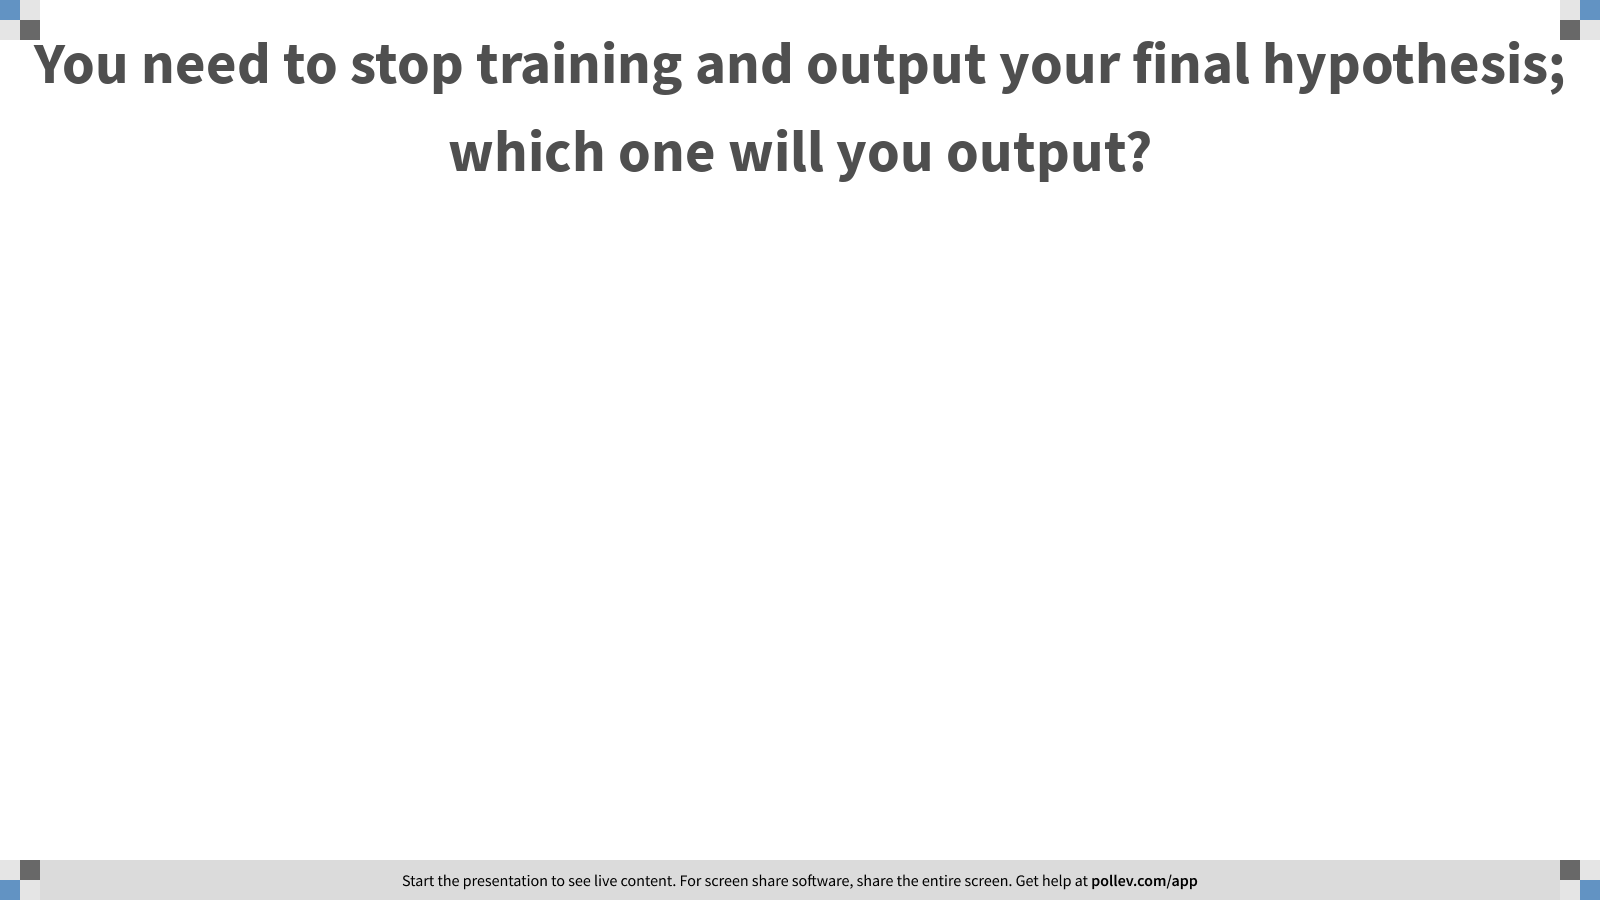 You need to stop training and output your final hypothesis;
which one will you output?
Start the presentation to see live content. For screen share software, share the entire screen. Get help at pollev.com/app